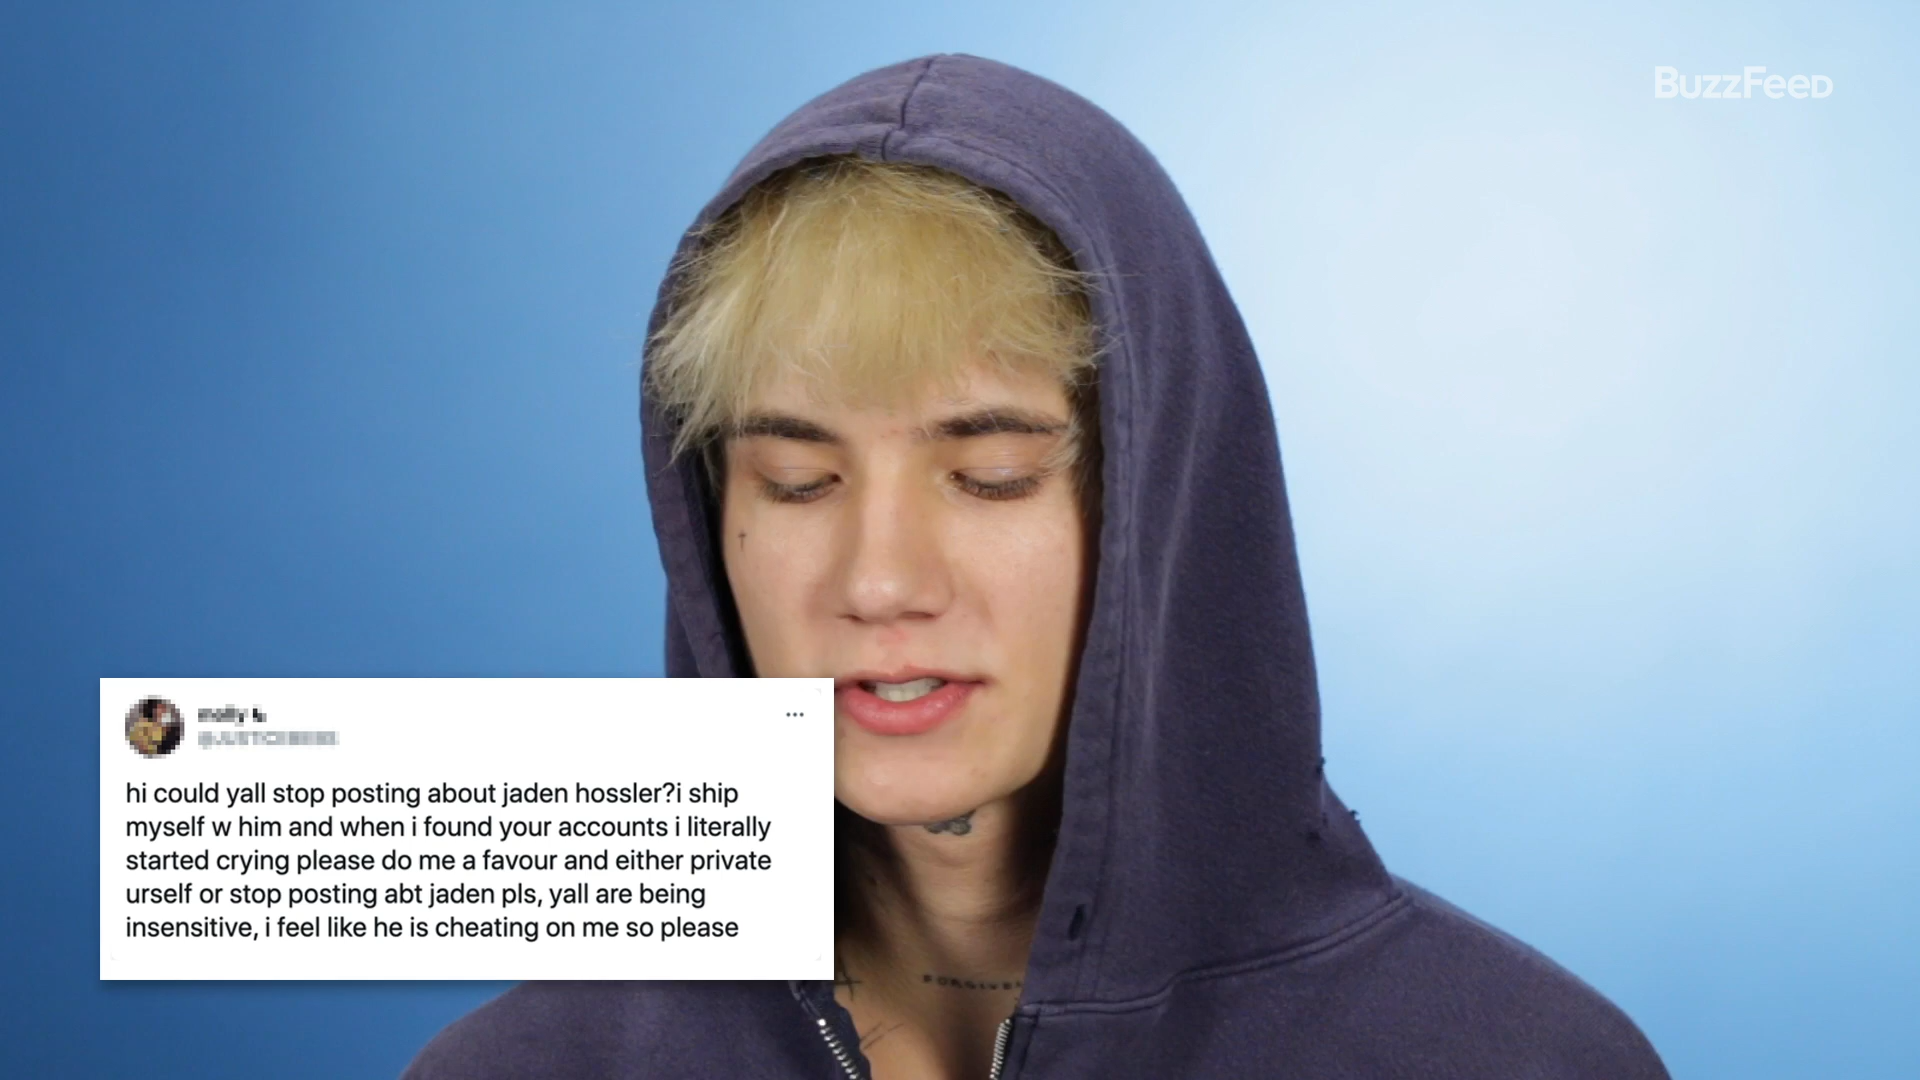 BuzzFeed
hi could yall stop posting about jaden hossler?i ship
myself w him and when i found your accounts i literally
started crying please do me a favour and either private
urself or stop posting abt jaden pls, yall are being
insensitive, i feel like he is cheating on me so please